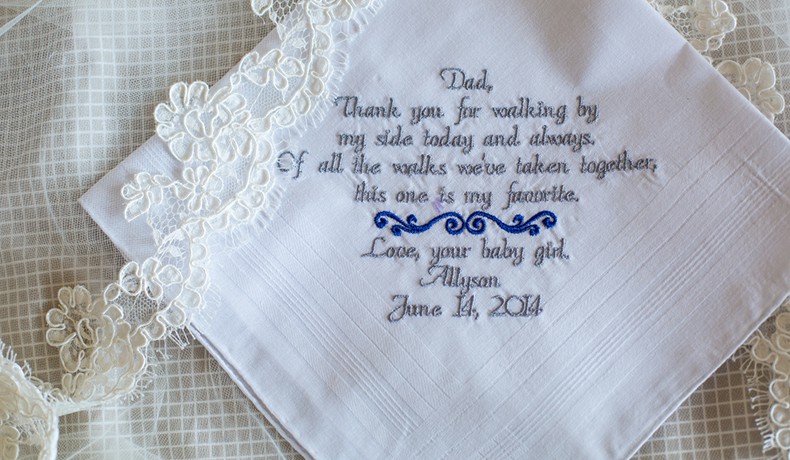 Dad,
Thank you for walking by
my side today and always.
Of all the walks we've taken together,
this one is my favorite.
Love, your baby girl.
Allyson
June 14, 2014